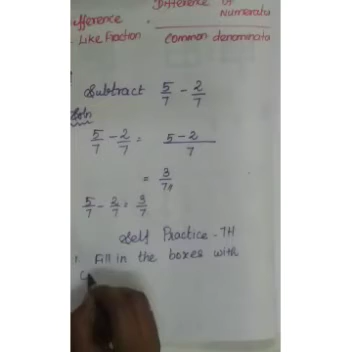 Difference of
Numerato
fference =
Like Fraction
Common denominato
Subtract 5/7 - 2/7
Soln
5/7 - 2/7 = 5-2/7
= 3/7//
5/7 - 2/7 = 3/7
Self Practice - 7H
1. Fill in the boxes with